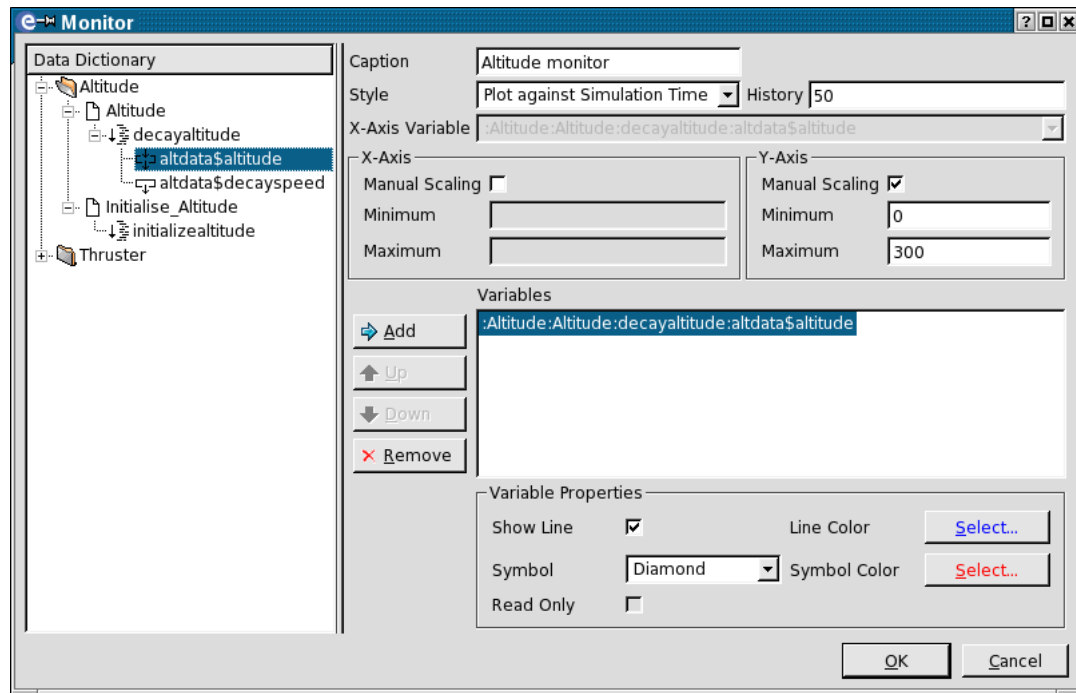 Monitor
Data Dictionary
Altitude
Altitude
decayaltitude
altdata$altitude
altdata$decayspeed
Initialise_Altitude
initializealtitude
Thruster
Caption Altitude monitor
Style Plot against Simulation Time History 50
X-Axis Variable :Altitude:Altitude:decayaltitude:altdata$altitude
X-Axis
Manual Scaling
Minimum
Maximum
Y-Axis
Manual Scaling
Minimum 0
Maximum 300
Variables
:Altitude:Altitude:decayaltitude:altdata$altitude
Add
Up
Down
Remove
Variable Properties
Show Line Line Color Select...
Symbol Diamond Symbol Color Select...
Read Only
OK Cancel